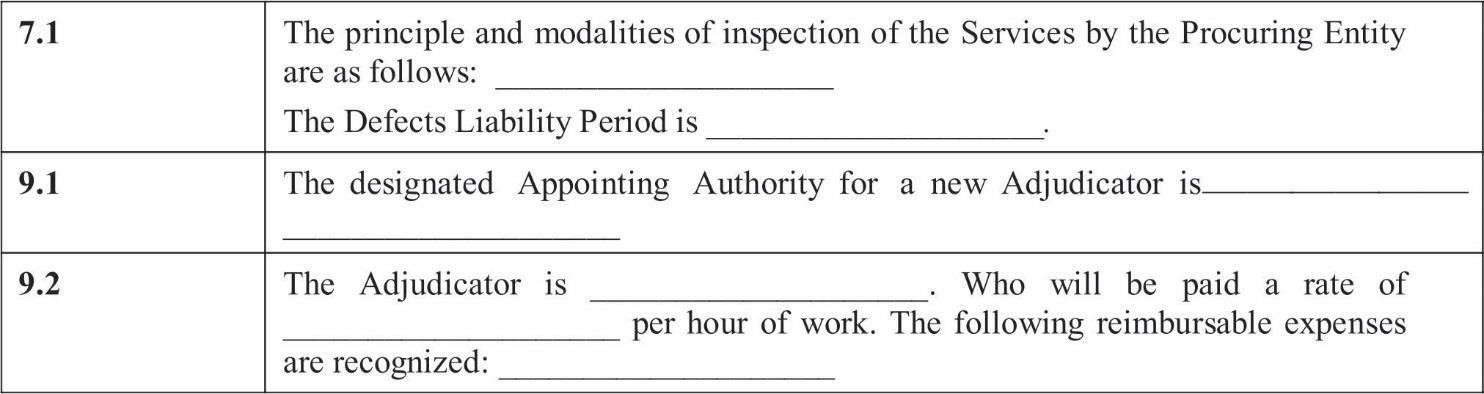 7.1 The principle and modalities of inspection of the Services by the Procuring Entity
are as follows: ____________________
The Defects Liability Period is ____________________.
9.1 The designated Appointing Authority for a new Adjudicator is________________
____________________
9.2 The Adjudicator is ____________________. Who will be paid a rate of
____________________ per hour of work. The following reimbursable expenses
are recognized: ____________________